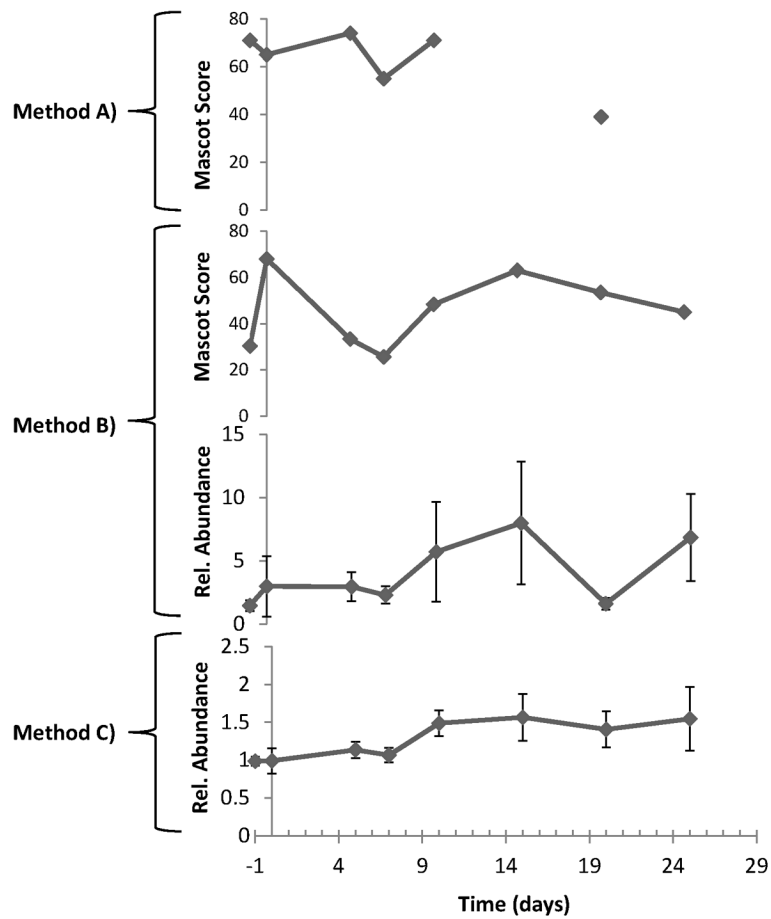 Method A)
Mascot Score
80
60
40
20
0
Method B)
Mascot Score
80
60
40
20
0
Rel. Abundance
15
10
5
0
Method C)
Rel. Abundance
2.5
2
1.5
1
0.5
0
-1 4 9 14 19 24 29
Time (days)